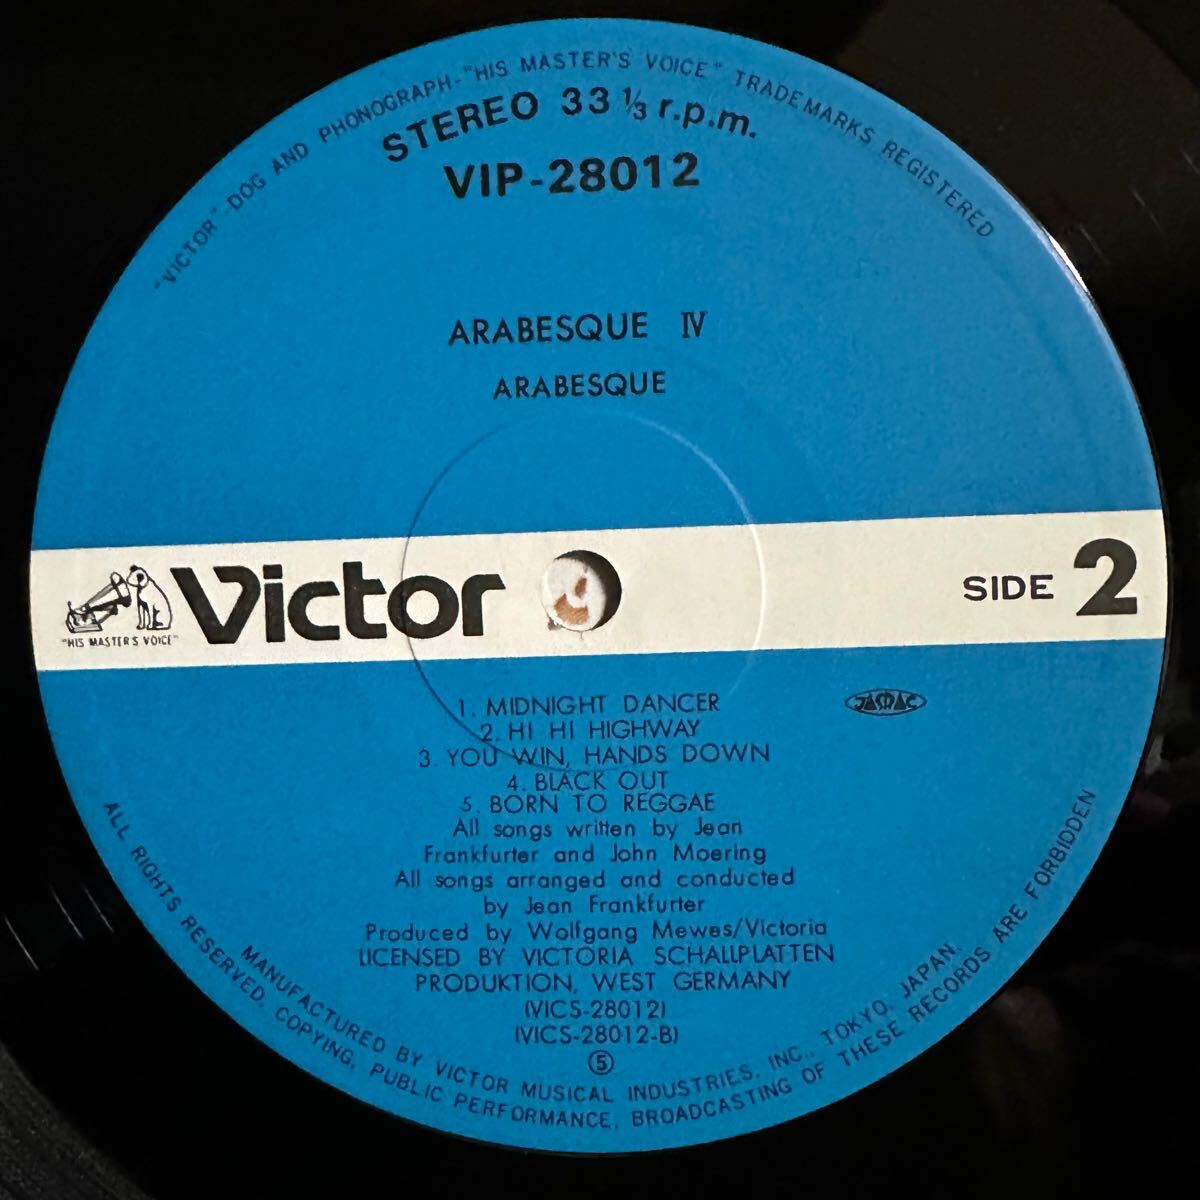 "VICTOR"-DOG AND PHONOGRAPH-"HIS MASTER'S VOICE" TRADEMARKS REGISTERED
STEREO 33 1/3 r.p.m.
VIP-28012
ARABESQUE IV
ARABESQUE
Victor
"HIS MASTER'S VOICE"
SIDE 2
1. MIDNIGHT DANCER
JASRAC
2. HI HI HIGHWAY
3. YOU WIN, HANDS DOWN
4. BLACK OUT
5. BORN TO REGGAE
All songs written by Jean
Frankfurter and John Moering
All songs arranged and conducted
by Jean Frankfurter
Produced by Wolfgang Mewes/Victoria
LICENSED BY VICTORIA SCHALLPLATTEN
PRODUKTION, WEST GERMANY
(VICS-28012)
(VICS-28012-B)
⑤
MANUFACTURED BY VICTOR MUSICAL INDUSTRIES, INC., TOKYO, JAPAN.
ALL RIGHTS RESERVED. COPYING, PUBLIC PERFORMANCE, BROADCASTING OF THESE RECORDS ARE FORBIDDEN